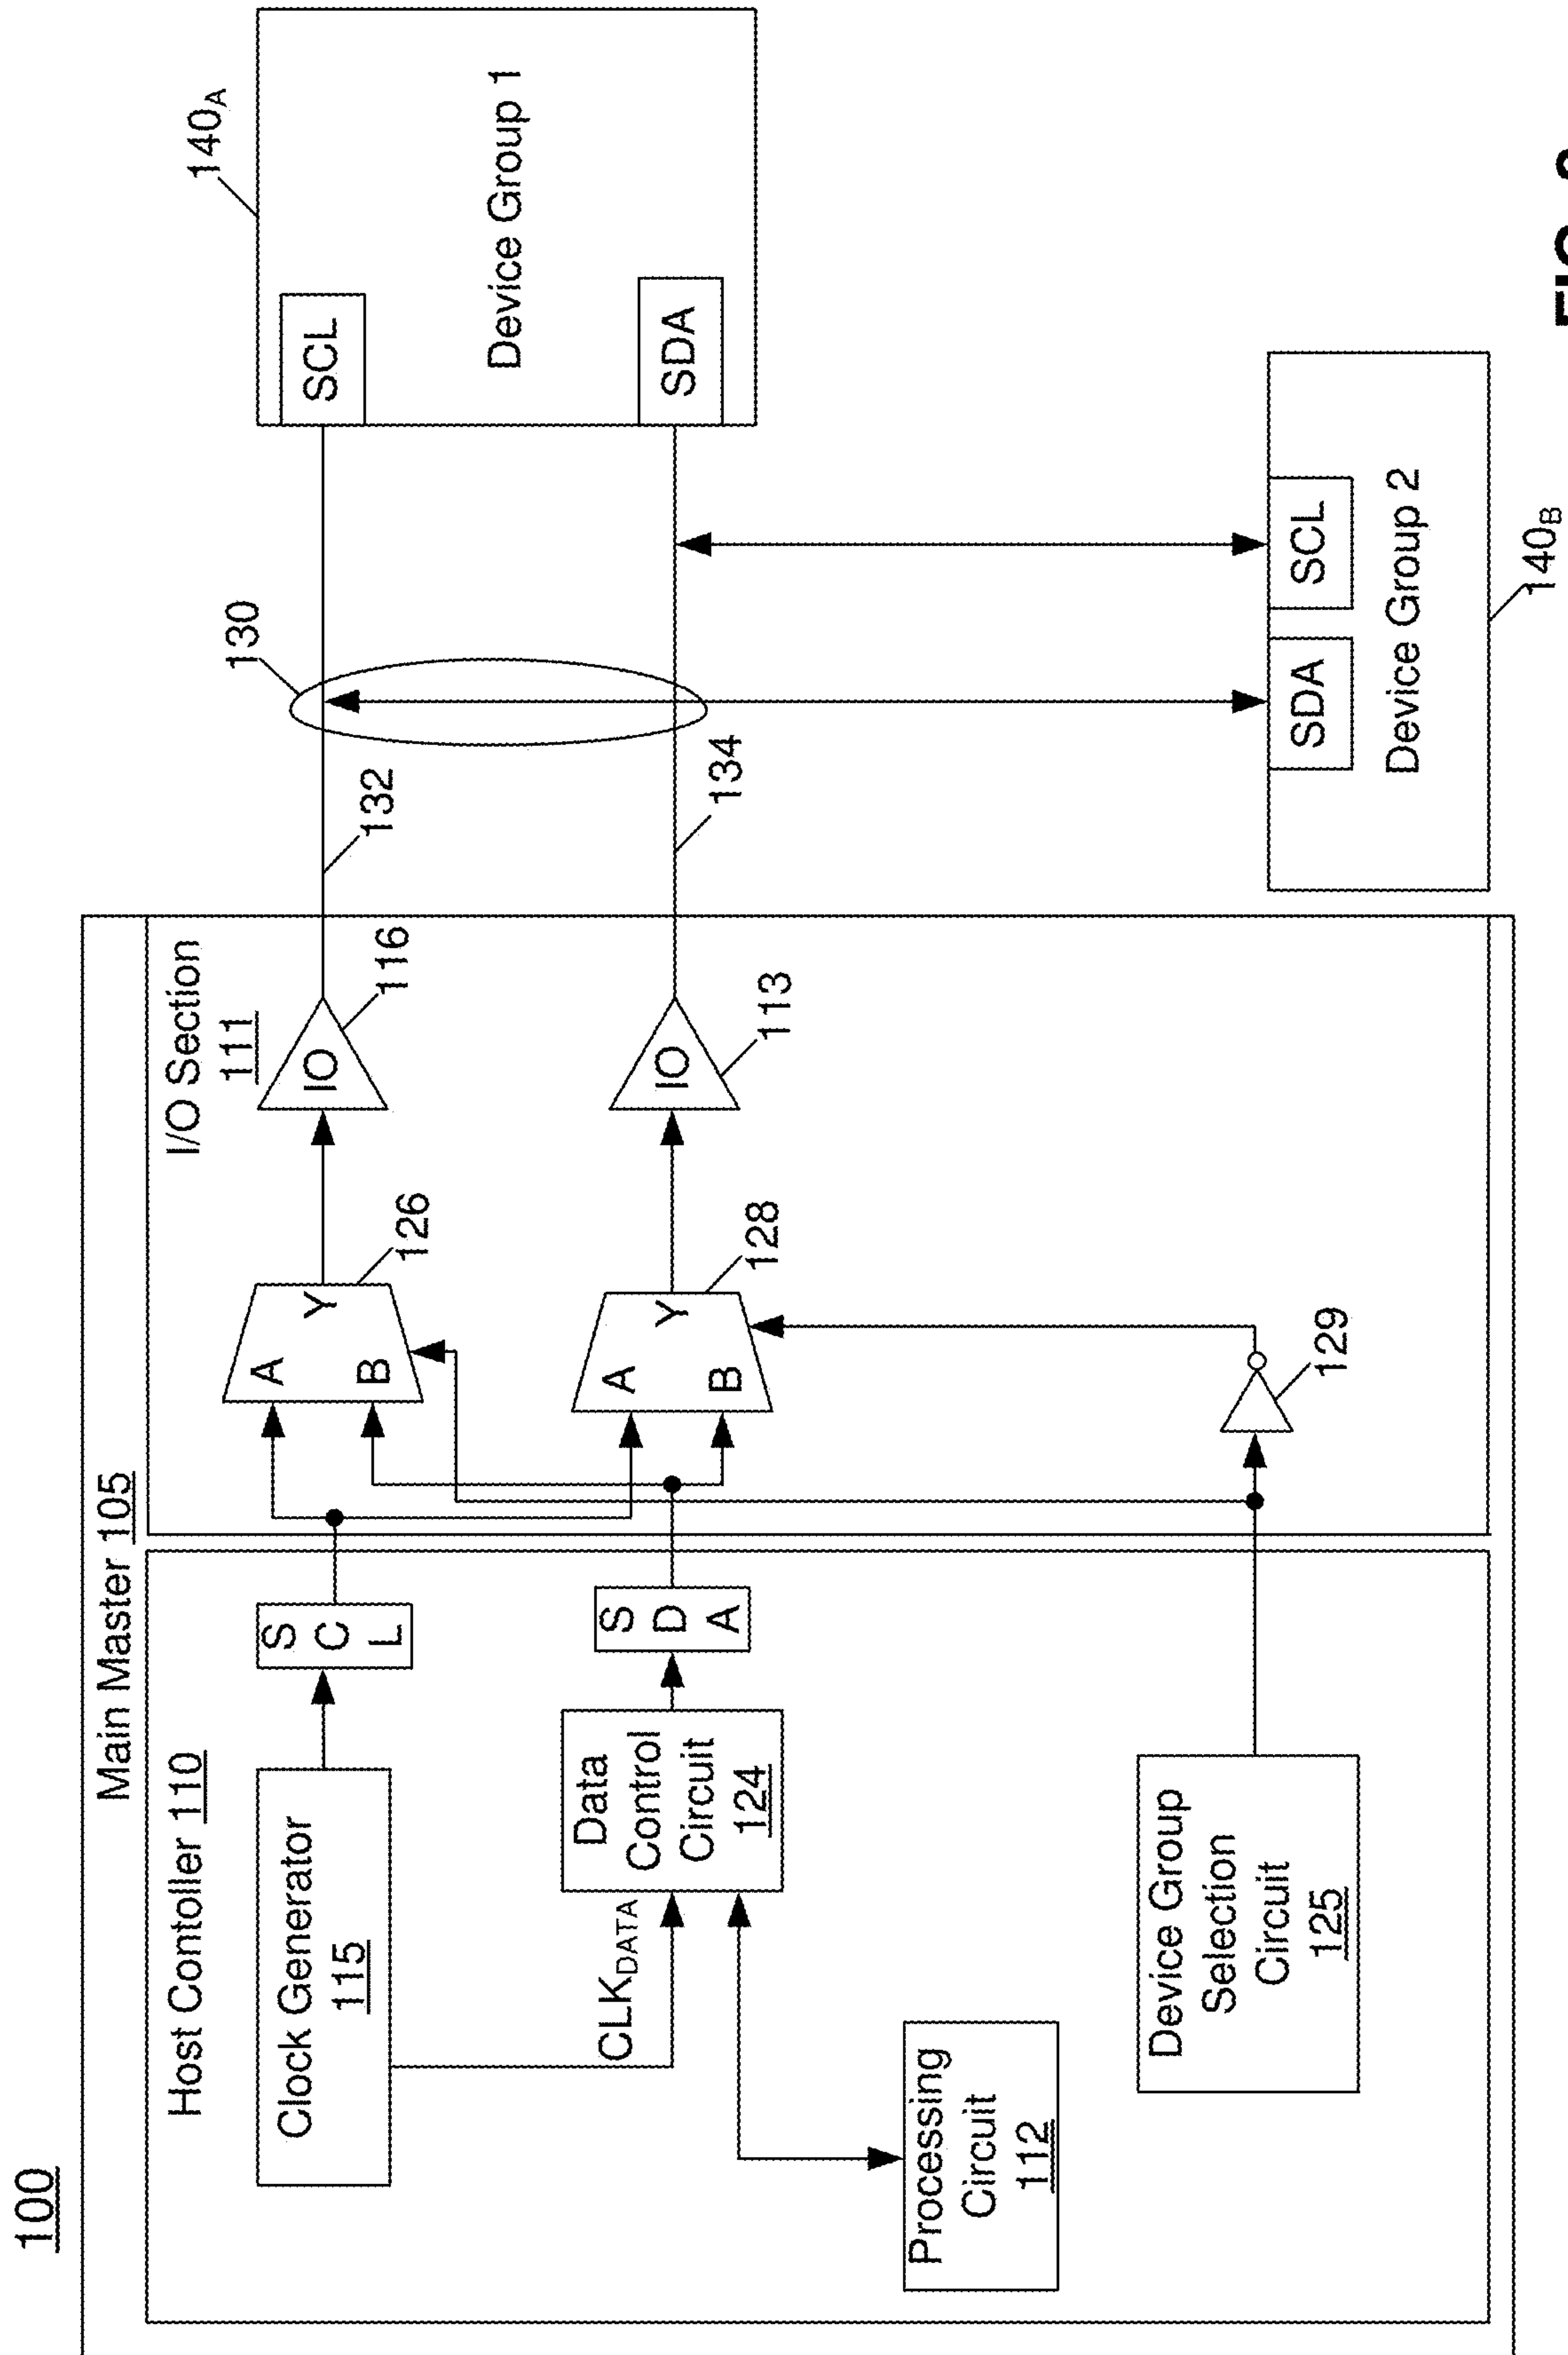 100
Main Master 105
Host Contoller 110
Clock Generator
115
S
C
L
CLKDATA
Data
Control
Circuit
124
S
D
A
Processing
Circuit
112
Device Group
Selection
Circuit
125
I/O Section
111
A
B
Y
126
IO
116
A
B
Y
128
IO
113
129
132
134
130
140A
SCL
SDA
Device Group 1
SDA
SCL
Device Group 2
140B